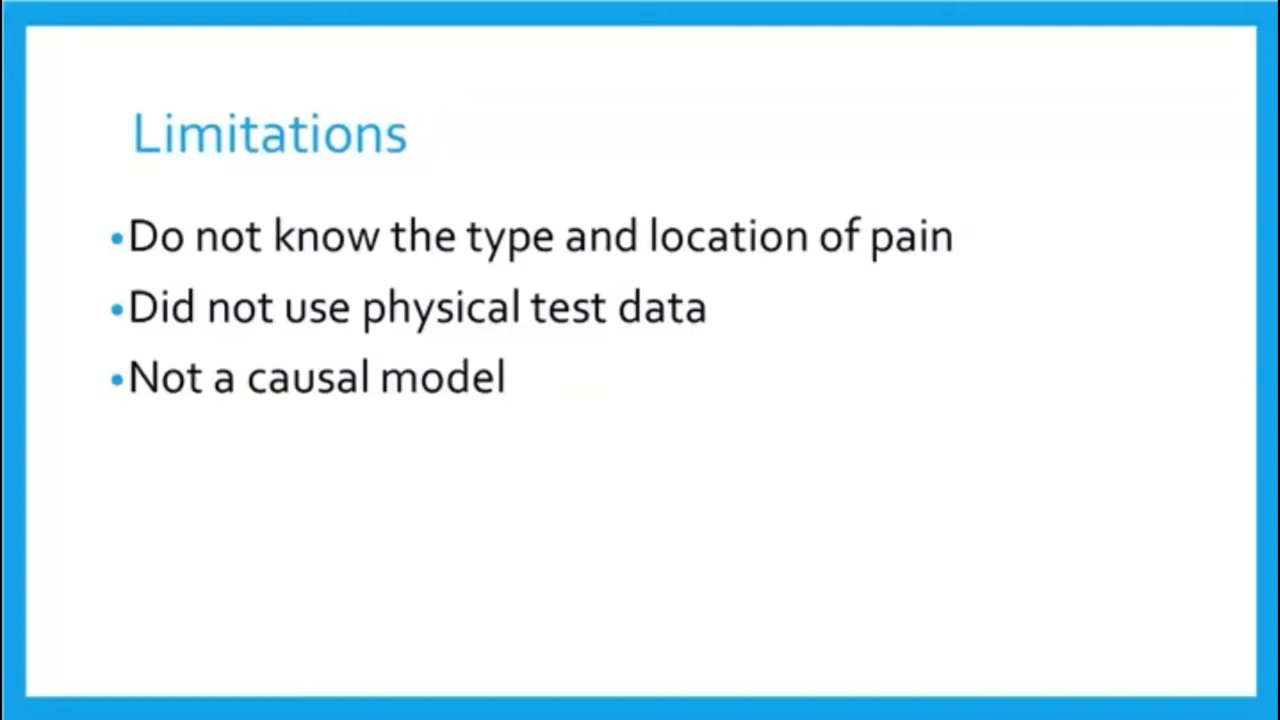 Limitations
•Do not know the type and location of pain
•Did not use physical test data
•Not a causal model